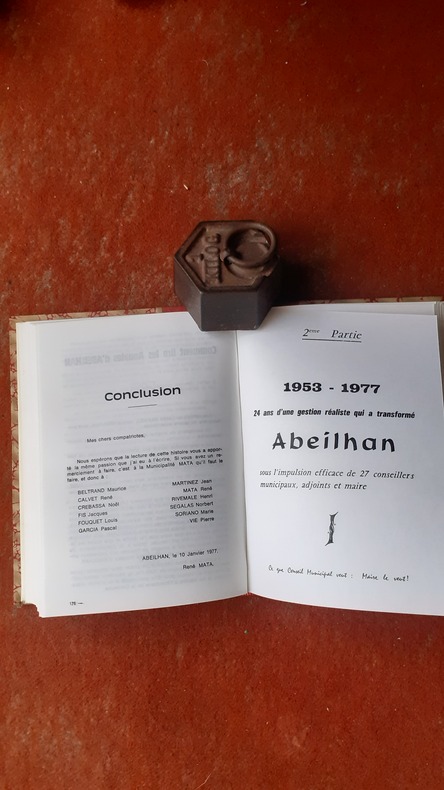 Conclusion
Mes chers compatriotes,
Nous espérons que la lecture de cette histoire vous a appor-
té la même passion que j'ai eu à l'écrire. Si vous avez un re-
merciement à faire, c'est à la Municipalité MATA qu'il faut le
faire, et donc à :
BELTRAND Maurice
CALVET René
CREBASSA Noël
FIS Jacques
FOUQUET Louis
GARCIA Pascal
MARTINEZ Jean
MATA René
RIVEMALE Henri
SEGALAS Norbert
SORIANO Marie
VIE Pierre
ABEILHAN, le 10 Janvier 1977
René MATA.
176 —
2ème Partie
1953 - 1977
24 ans d'une gestion réaliste qui a transformé
Abeilhan
sous l'impulsion efficace de 27 conseillers
municipaux, adjoints et maire
Ce que Conseil Municipal veut : Maire le veut !